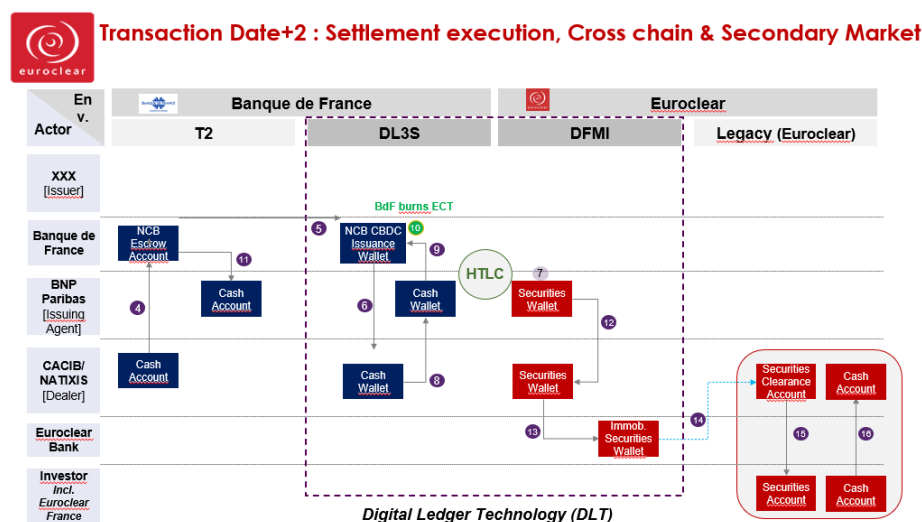 euroclear
Transaction Date+2 : Settlement execution, Cross chain & Secondary Market
En
v.
Actor
Banque de France
Euroclear
T2
DL3S
DFMI
Legacy (Euroclear)
XXX
[Issuer]
BdF burns ECT
Banque de
France
NCB
Escrow
Account
11
5
NCB CBDC
Issuance
Wallet
10
9
BNP
Paribas
[Issuing
Agent]
4
Cash
Account
6
Cash
Wallet
HTLC
7
Securities
Wallet
12
CACIB/
NATIXIS
[Dealer]
Cash
Account
Cash
Wallet
8
Securities
Wallet
Securities
Clearance
Account
Cash
Account
Euroclear
Bank
13
Immob.
Securities
Wallet
14
15
16
Investor
Incl.
Euroclear
France
Securities
Account
Cash
Account
Digital Ledger Technology (DLT)